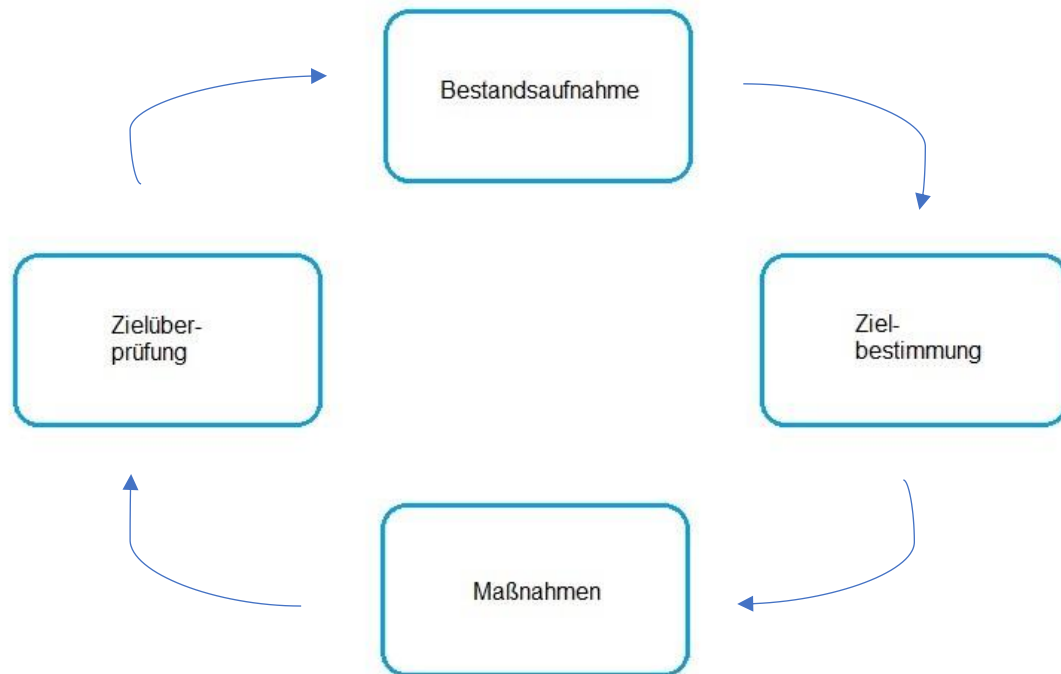 Bestandsaufnahme
Zielüber-
prüfung
Ziel-
bestimmung
Maßnahmen